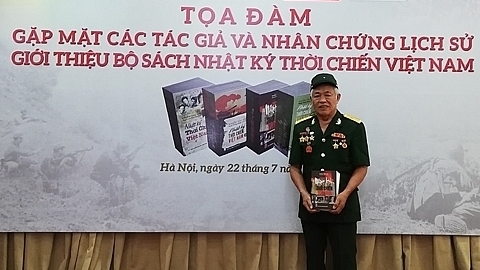 TỌA ĐÀM
GẶP MẶT CÁC TÁC GIẢ VÀ NHÂN CHỨNG LỊCH SỬ
GIỚI THIỆU BỘ SÁCH NHẬT KÝ THỜI CHIẾN VIỆT NAM
Hà Nội, ngày 22 tháng 7